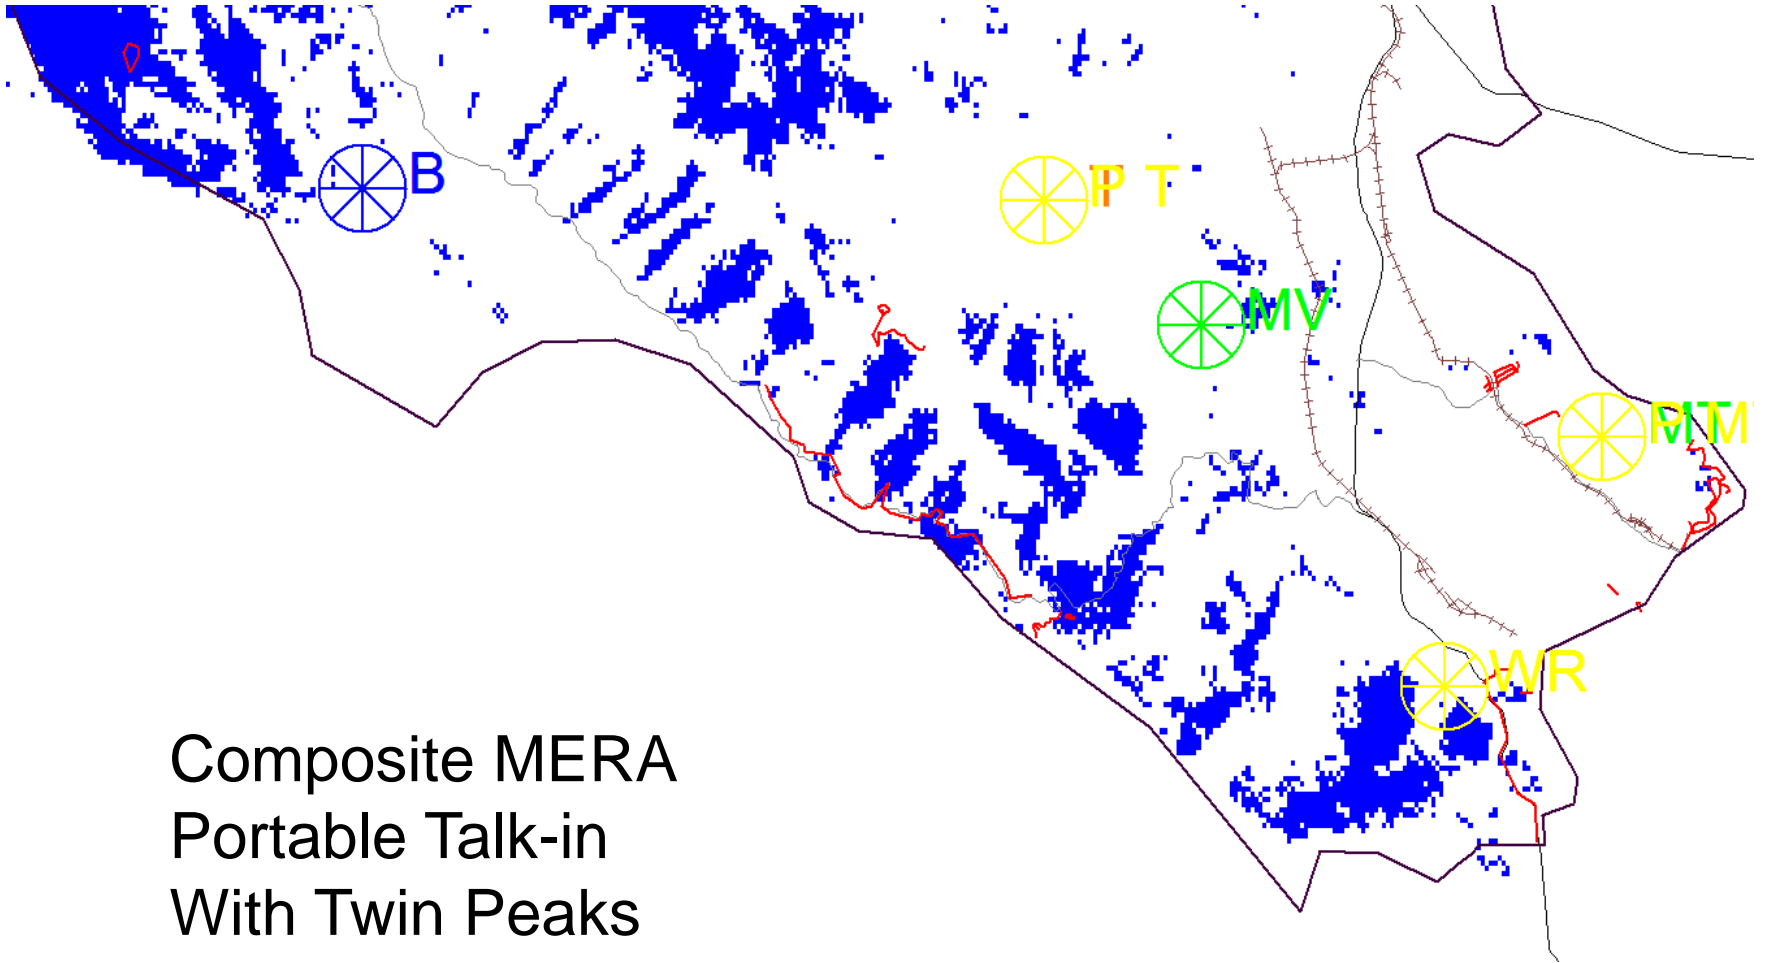 B
P T
MV
WR
Composite MERA
Portable Talk-in
With Twin Peaks